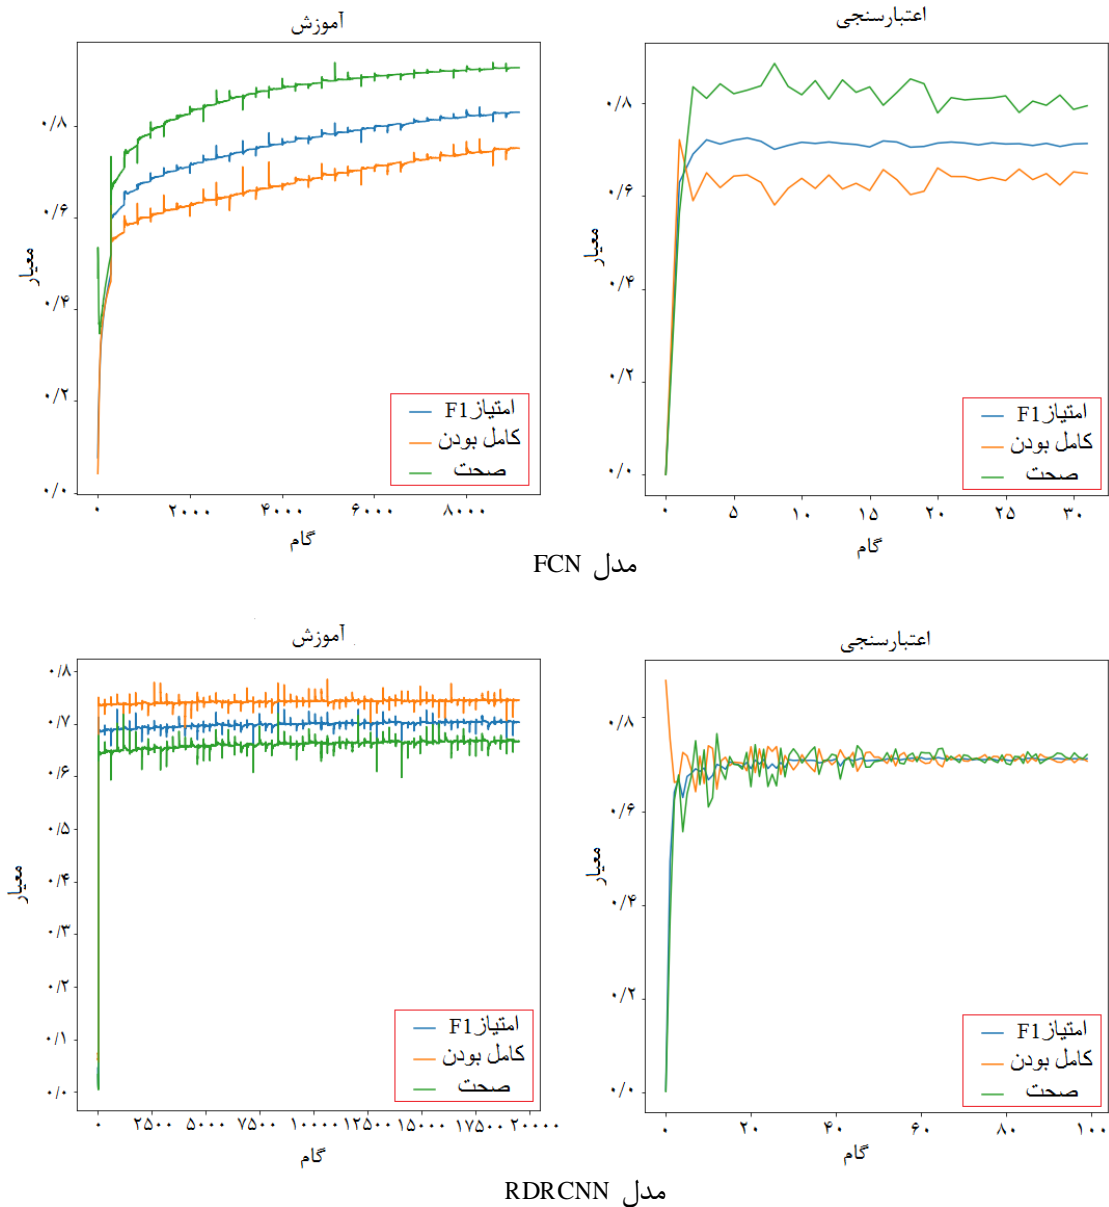 آموزش
۰/۸
۰/۶
۰/۴
۰/۲
۰/۰
معیار
امتیاز F1
کامل بودن
صحت
۰ ۲۰۰۰ ۴۰۰۰ ۶۰۰۰ ۸۰۰۰
گام
اعتبارسنجی
۰/۸
۰/۶
۰/۴
۰/۲
۰/۰
معیار
امتیاز F1
کامل بودن
صحت
۰ ۵ ۱۰ ۱۵ ۲۰ ۲۵ ۳۰
گام
مدل FCN
آموزش
۰/۸
۰/۷
۰/۶
۰/۵
۰/۴
۰/۳
۰/۲
۰/۱
۰/۰
معیار
امتیاز F1
کامل بودن
صحت
۰ ۲۵۰۰ ۵۰۰۰ ۷۵۰۰ ۱۰۰۰۰ ۱۲۵۰۰ ۱۵۰۰۰ ۱۷۵۰۰ ۲۰۰۰۰
گام
اعتبارسنجی
۰/۸
۰/۶
۰/۴
۰/۲
۰/۰
معیار
امتیاز F1
کامل بودن
صحت
۰ ۲۰ ۴۰ ۶۰ ۸۰ ۱۰۰
گام
مدل RDRCNN